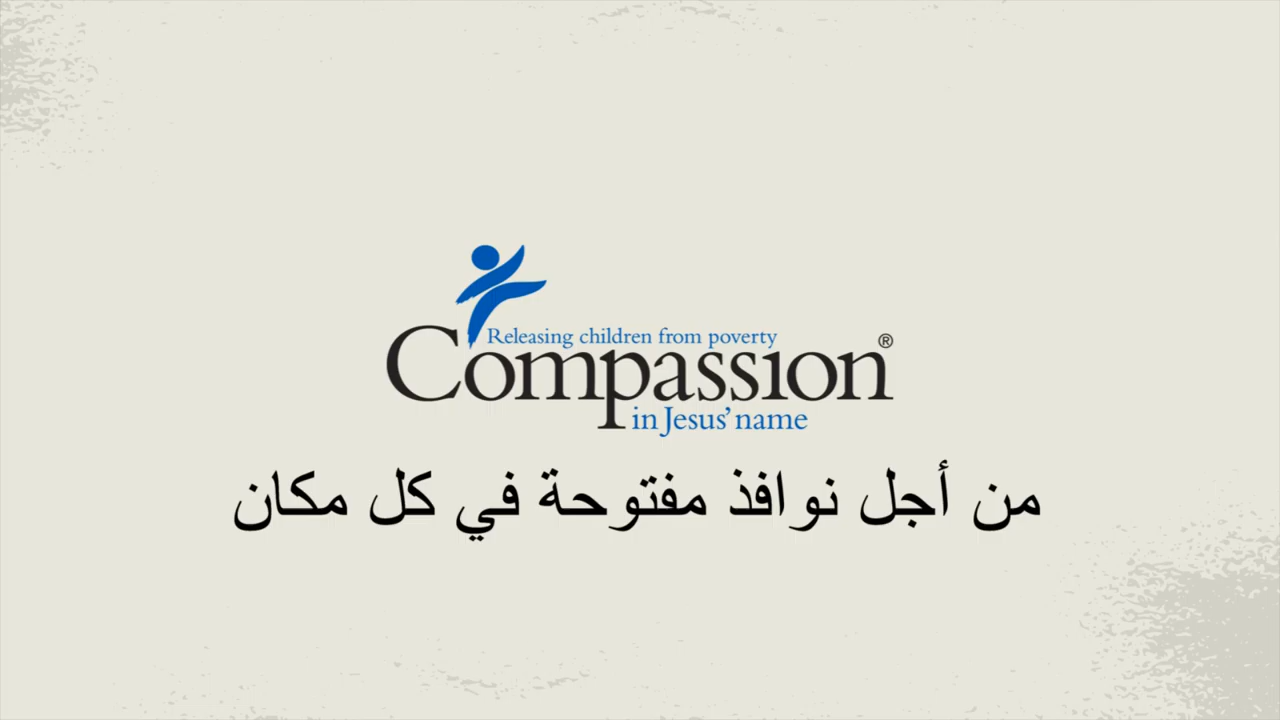 Releasing children from poverty
Compassion®
in Jesus' name
من أجل نوافذ مفتوحة في كل مكان